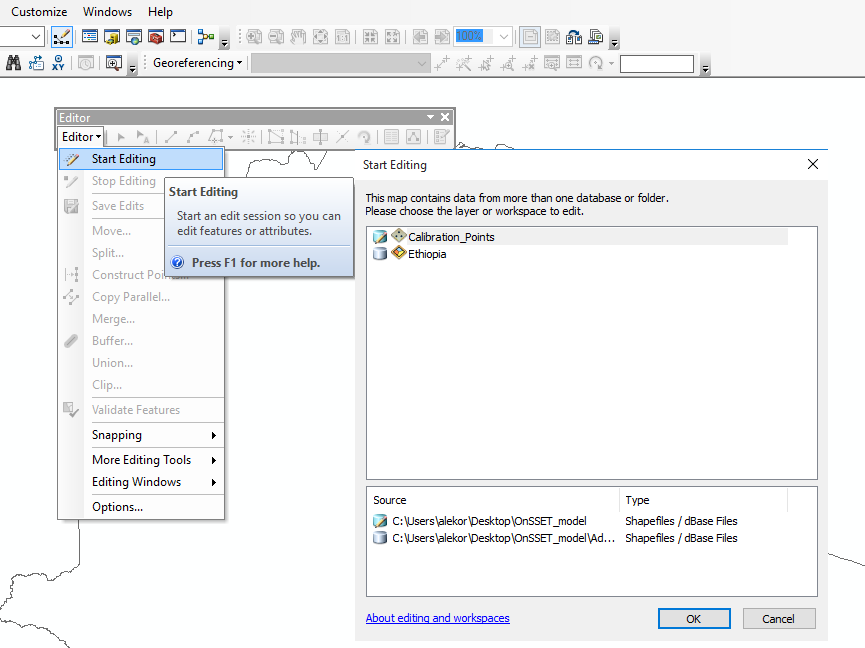 Customize Windows Help
100%
XY
1:1
Georeferencing
Editor
Editor
Start Editing
Stop Editing
Save Edits
Move...
Split...
Construct Poi
Copy Parallel...
Merge...
Buffer...
Union...
Clip...
Validate Features
Snapping
More Editing Tools
Editing Windows
Options...
Start Editing
Start an edit session so you can
edit features or attributes.
Press F1 for more help.
Start Editing
This map contains data from more than one database or folder.
Please choose the layer or workspace to edit.
Calibration_Points
Ethiopia
Source Type
C:\Users\alekor\Desktop\OnSSET_model Shapefiles / dBase Files
C:\Users\alekor\Desktop\OnSSET_model\Ad... Shapefiles / dBase Files
About editing and workspaces OK Cancel